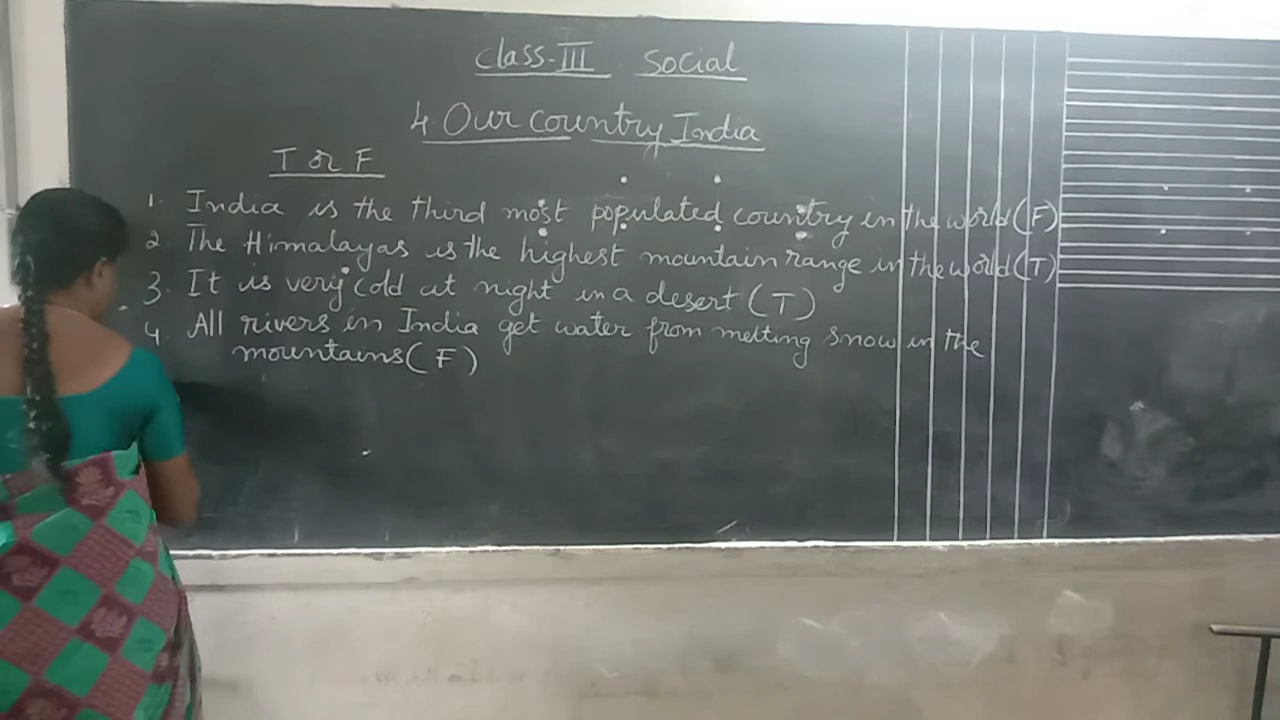 Class-III Social
4 Our country India
T or F
1. India is the third most populated country in the world (F)
2. The Himalayas is the highest mountain range in the world (T)
3. It is very cold at night in a desert (T)
4. All rivers in India get water from melting snow in the
mountains (F)